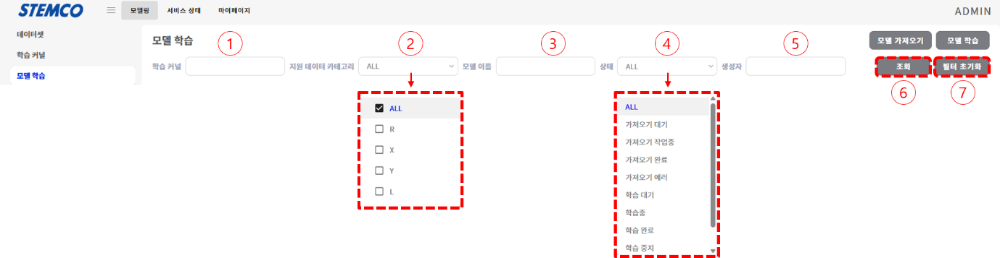 STEMCO 모델링 서비스 상태 마이페이지 ADMIN
데이터셋
학습 커널
모델 학습
모델 학습 1 2 3 4 5 모델 가져오기 모델 학습
학습 커널 지원 데이터 카테고리 ALL 모델 이름 상태 ALL 생성자 조회 필터 초기화
6 7
ALL
R
X
Y
L
ALL
가져오기 대기
가져오기 작업중
가져오기 완료
가져오기 에러
학습 대기
학습중
학습 완료
학습 중지